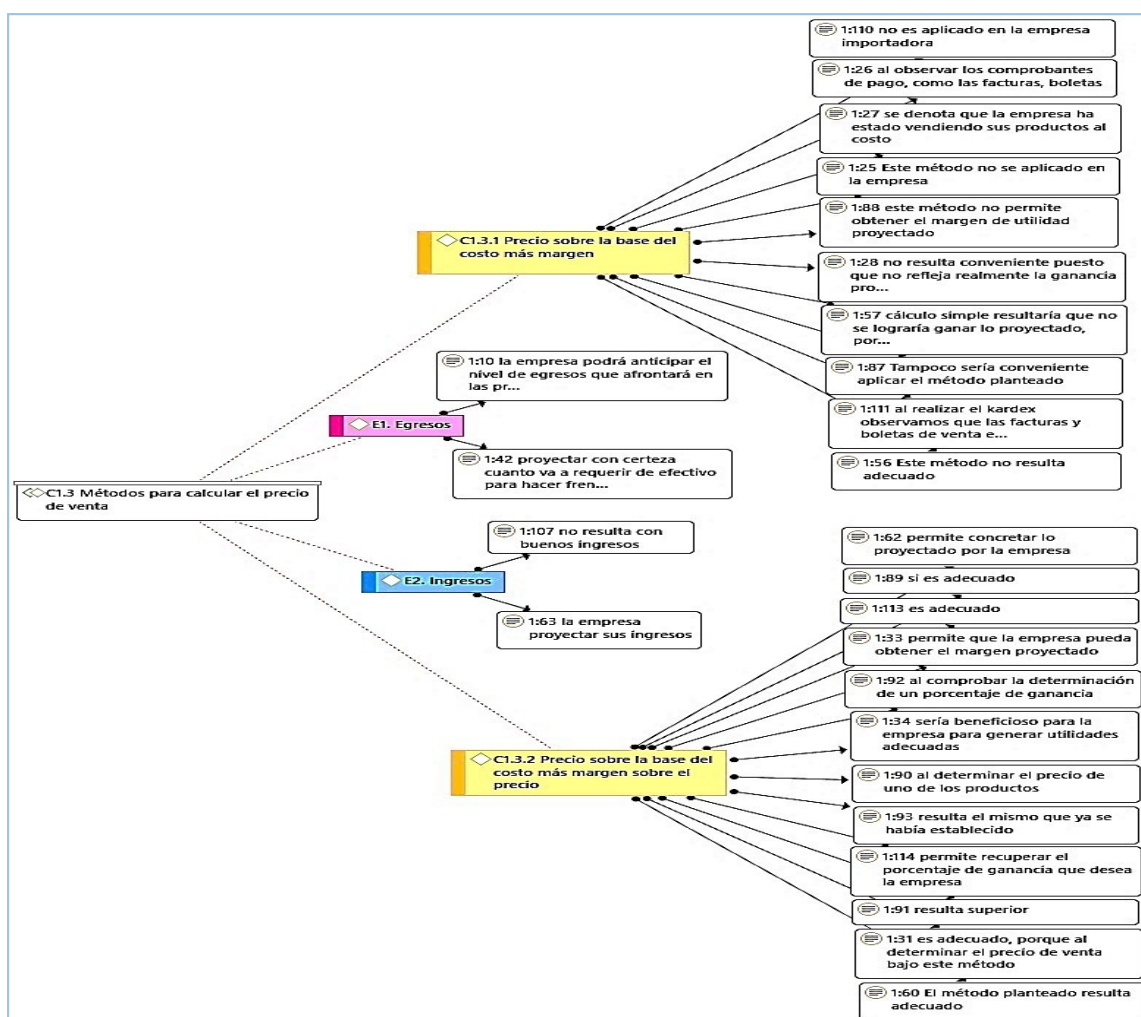 1:110 no es aplicado en la empresa
importadora
1:26 al observar los comprobantes
de pago, como las facturas, boletas
1:27 se denota que la empresa ha
estado vendiendo sus productos al
costo
1:25 Este método no se aplicado en
la empresa
1:88 este método no permite
obtener el margen de utilidad
proyectado
C1.3.1 Precio sobre la base del
costo más margen
1:28 no resulta conveniente puesto
que no refleja realmente la ganancia
pro...
1:57 cálculo simple resultaría que no
se lograría ganar lo proyectado,
por...
1:10 la empresa podrá anticipar el
nivel de egresos que afrontará en
las pr...
1:87 Tampoco sería conveniente
aplicar el método planteado
E1. Egresos
1:111 al realizar el kardex
observamos que las facturas y
boletas de venta e...
1:42 proyectar con certeza
cuanto va a requerir de efectivo
para hacer fren...
1:56 Este método no resulta
adecuado
C1.3 Métodos para calcular el precio
de venta
1:107 no resulta con
buenos ingresos
1:62 permite concretar lo
proyectado por la empresa
E2. Ingresos
1:89 si es adecuado
1:113 es adecuado
1:63 la empresa
proyectar sus ingresos
1:33 permite que la empresa pueda
obtener el margen proyectado
1:92 al comprobar la determinación
de un porcentaje de ganancia
1:34 sería beneficioso para la
empresa para generar utilidades
adecuadas
C1.3.2 Precio sobre la base del
costo más margen sobre el
precio
1:90 al determinar el precio de
uno de los productos
1:93 resulta el mismo que ya se
había establecido
1:114 permite recuperar el
porcentaje de ganancia que desea
la empresa
1:91 resulta superior
1:31 es adecuado, porque al
determinar el precio de venta
bajo este método
1:60 El método planteado resulta
adecuado